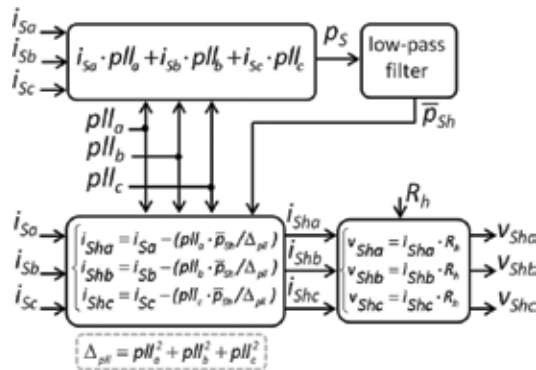 i_Sa
i_Sb
i_Sc
i_Sa · pll_a + i_Sb · pll_b + i_Sc · pll_c
p_S
low-pass
filter
p̅_Sh
pll_a
pll_b
pll_c
R_h
i_Sa
i_Sb
i_Sc
i_Sha = i_Sa − (pll_a · p̅_Sh / Δ_pll)
i_Shb = i_Sb − (pll_b · p̅_Sh / Δ_pll)
i_Shc = i_Sc − (pll_c · p̅_Sh / Δ_pll)
i_Sha
i_Shb
i_Shc
v_Sha = i_Sha · R_h
v_Shb = i_Shb · R_h
v_Shc = i_Shc · R_h
v_Sha
v_Shb
v_Shc
Δ_pll = pll_a² + pll_b² + pll_c²